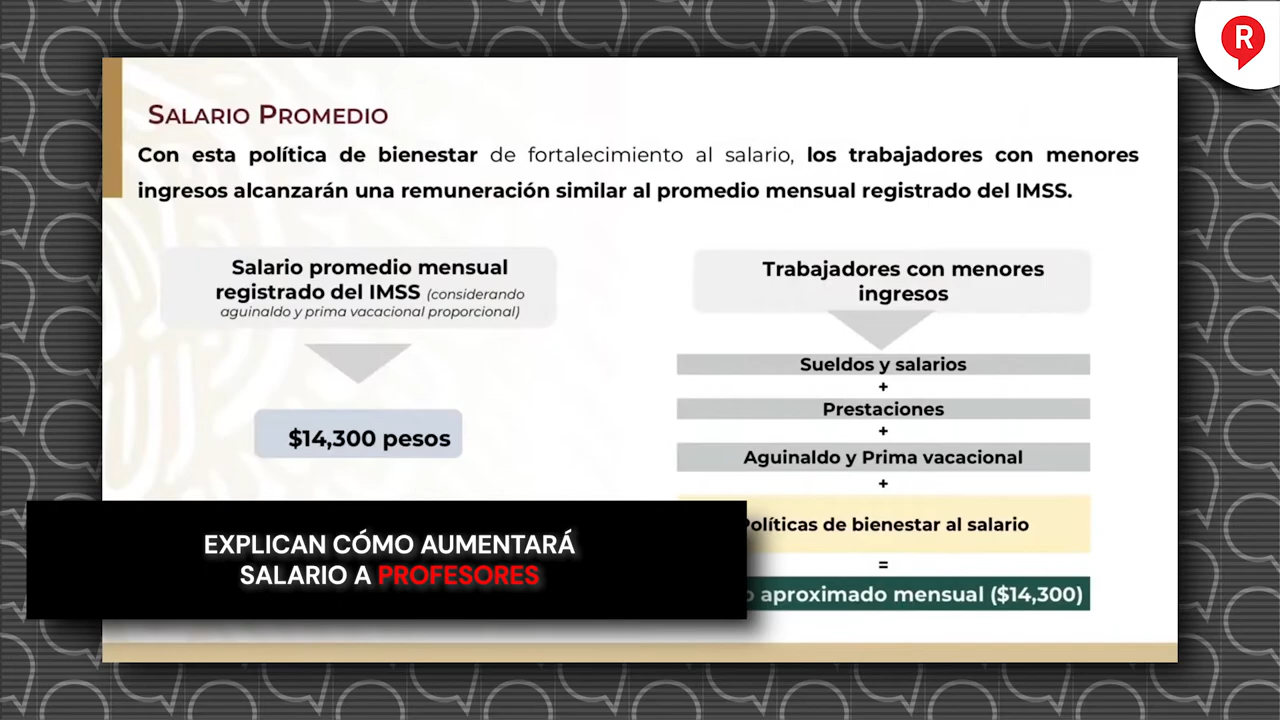 R
SALARIO PROMEDIO
Con esta política de bienestar de fortalecimiento al salario, los trabajadores con menores
ingresos alcanzarán una remuneración similar al promedio mensual registrado del IMSS.
Salario promedio mensual
registrado del IMSS (considerando
aguinaldo y prima vacacional proporcional)
$14,300 pesos
Trabajadores con menores
ingresos
Sueldos y salarios
+
Prestaciones
+
Aguinaldo y Prima vacacional
+
Políticas de bienestar al salario
=
aproximado mensual ($14,300)
EXPLICAN CÓMO AUMENTARÁ
SALARIO A PROFESORES